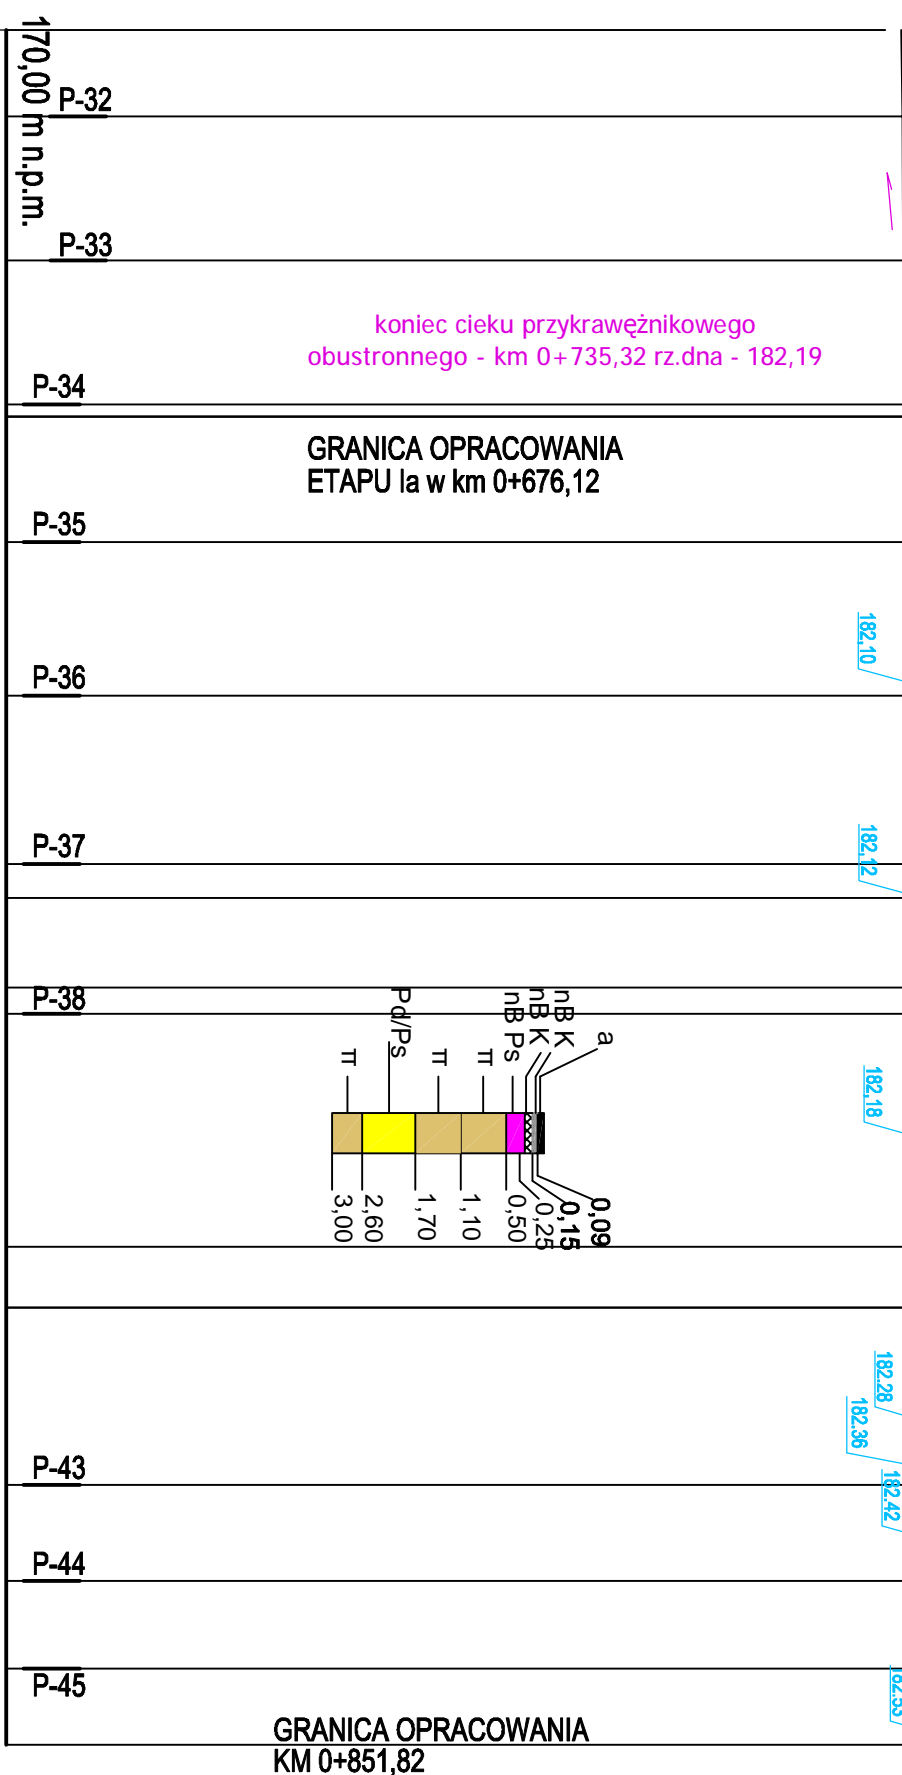 170,00 m n.p.m.
P-32
P-33
koniec cieku przykrawężnikowego
obustronnego - km 0+735,32 rz.dna - 182,19
P-34
GRANICA OPRACOWANIA
ETAPU Ia w km 0+676,12
P-35
182,10
P-36
182,12
P-37
P-38
a
nB K
nB K
nB Ps
π
π
Pd/Ps
π
182,18
0,09
0,15
0,25
0,50
1,10
1,70
2,60
3,00
182.28
182.36
182.42
P-43
P-44
182.53
P-45
GRANICA OPRACOWANIA
KM 0+851,82